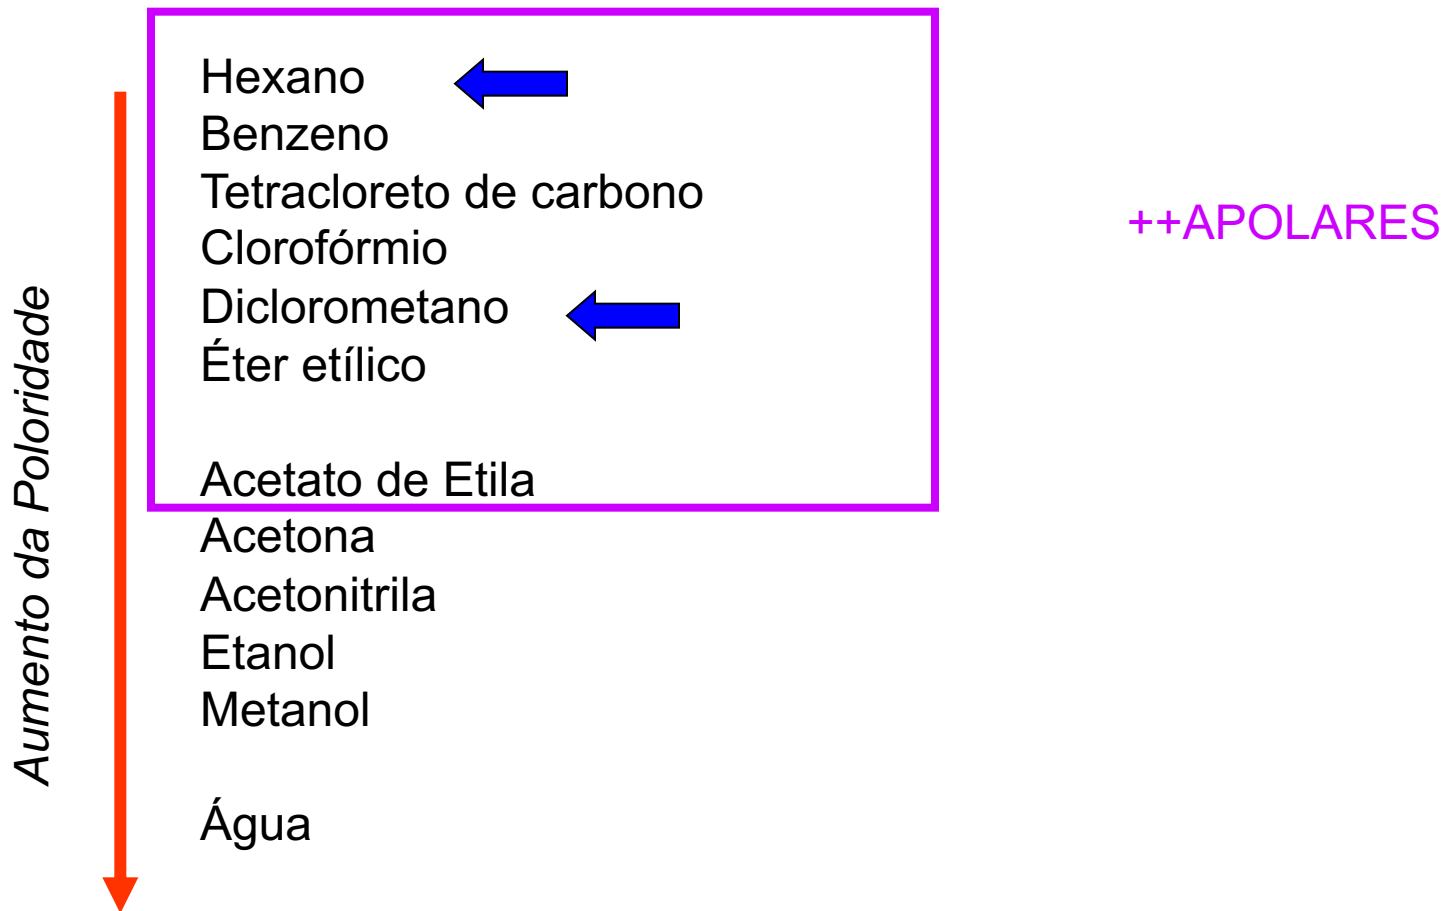 Hexano
Benzeno
Tetracloreto de carbono
Clorofórmio
Diclorometano
Éter etílico
Acetato de Etila
Acetona
Acetonitrila
Etanol
Metanol
Água
++APOLARES
Aumento da Poloridade